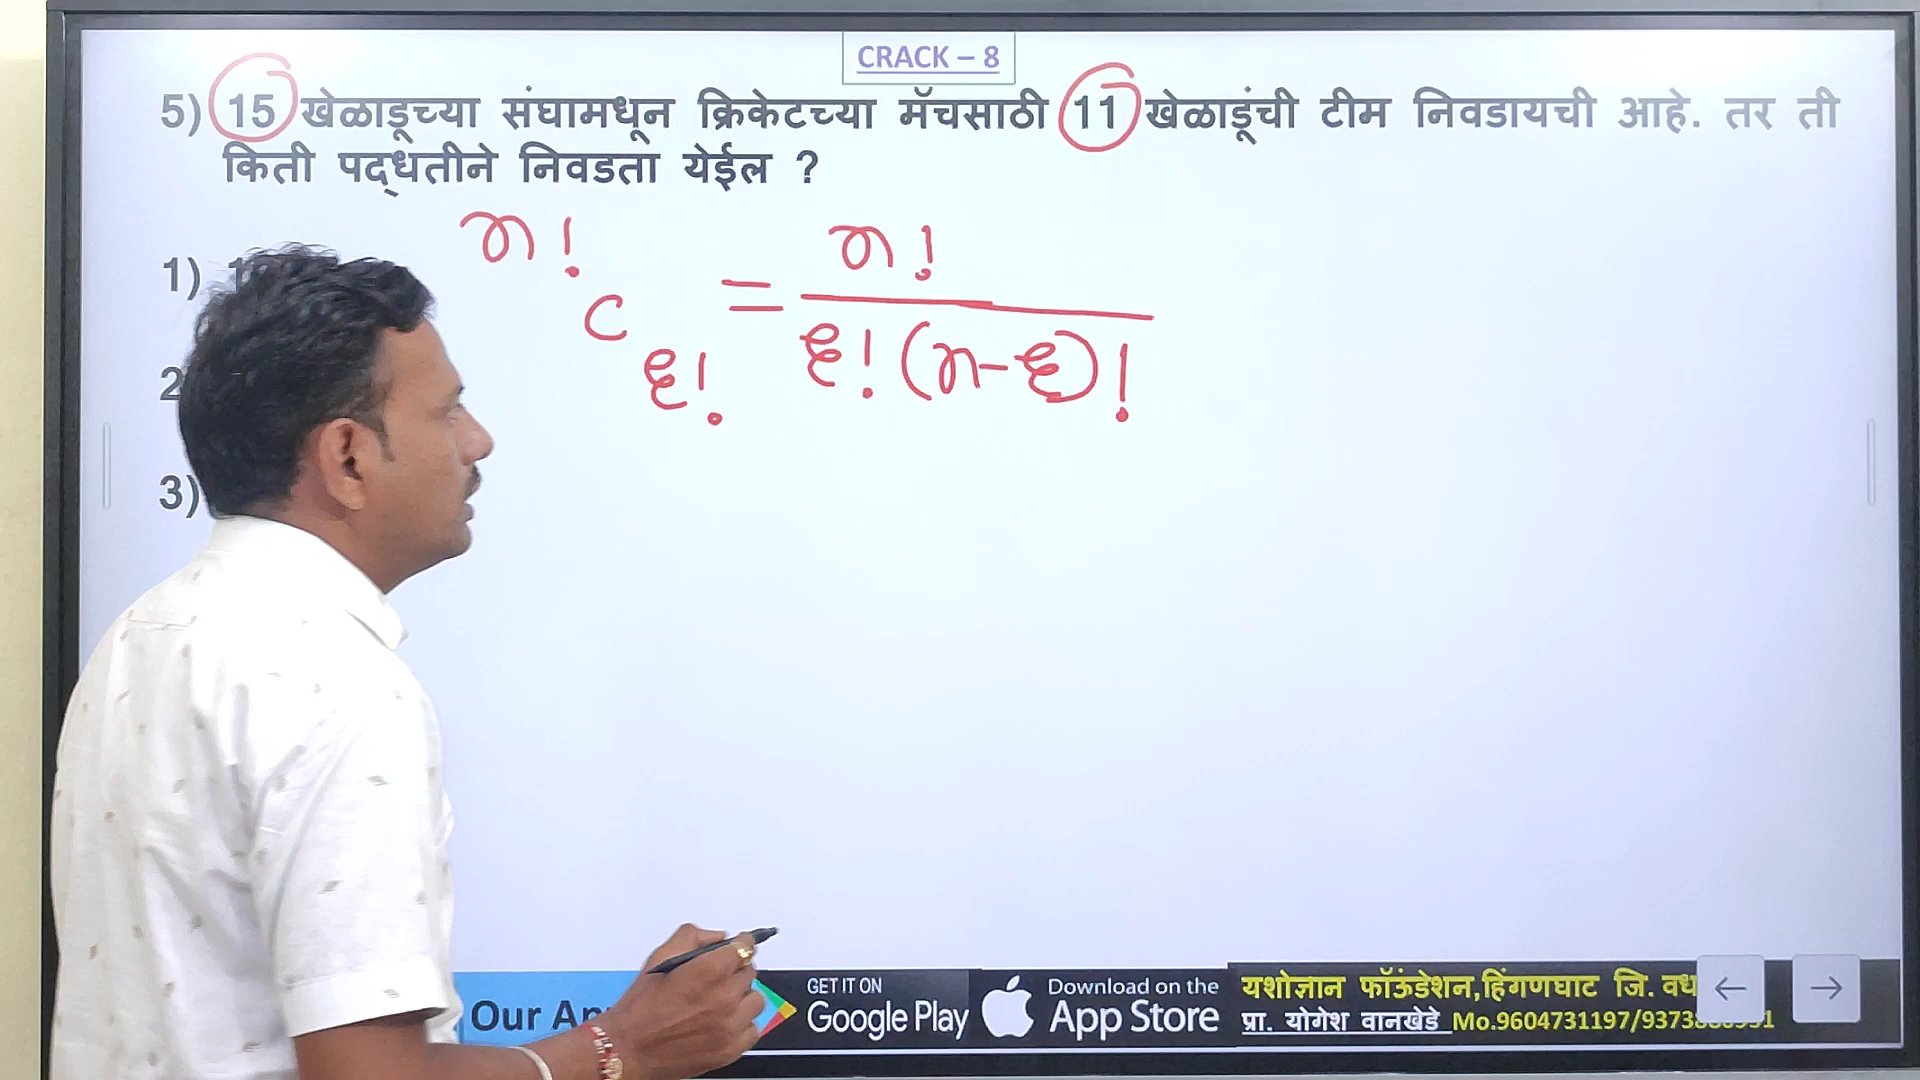 CRACK – 8
5) 15 खेळाडूच्या संघामधून क्रिकेटच्या मॅचसाठी 11 खेळाडूंची टीम निवडायची आहे. तर ती
किती पद्धतीने निवडता येईल ?
न! C ह! = न! / ह! (न-ह)!
1)
2
3)
Our
GET IT ON
Google Play
Download on the
App Store
यशोज्ञान फॉऊंडेशन,हिंगणघाट जि. वध
प्रा. योगेश वानखेडे Mo.9604731197/9373